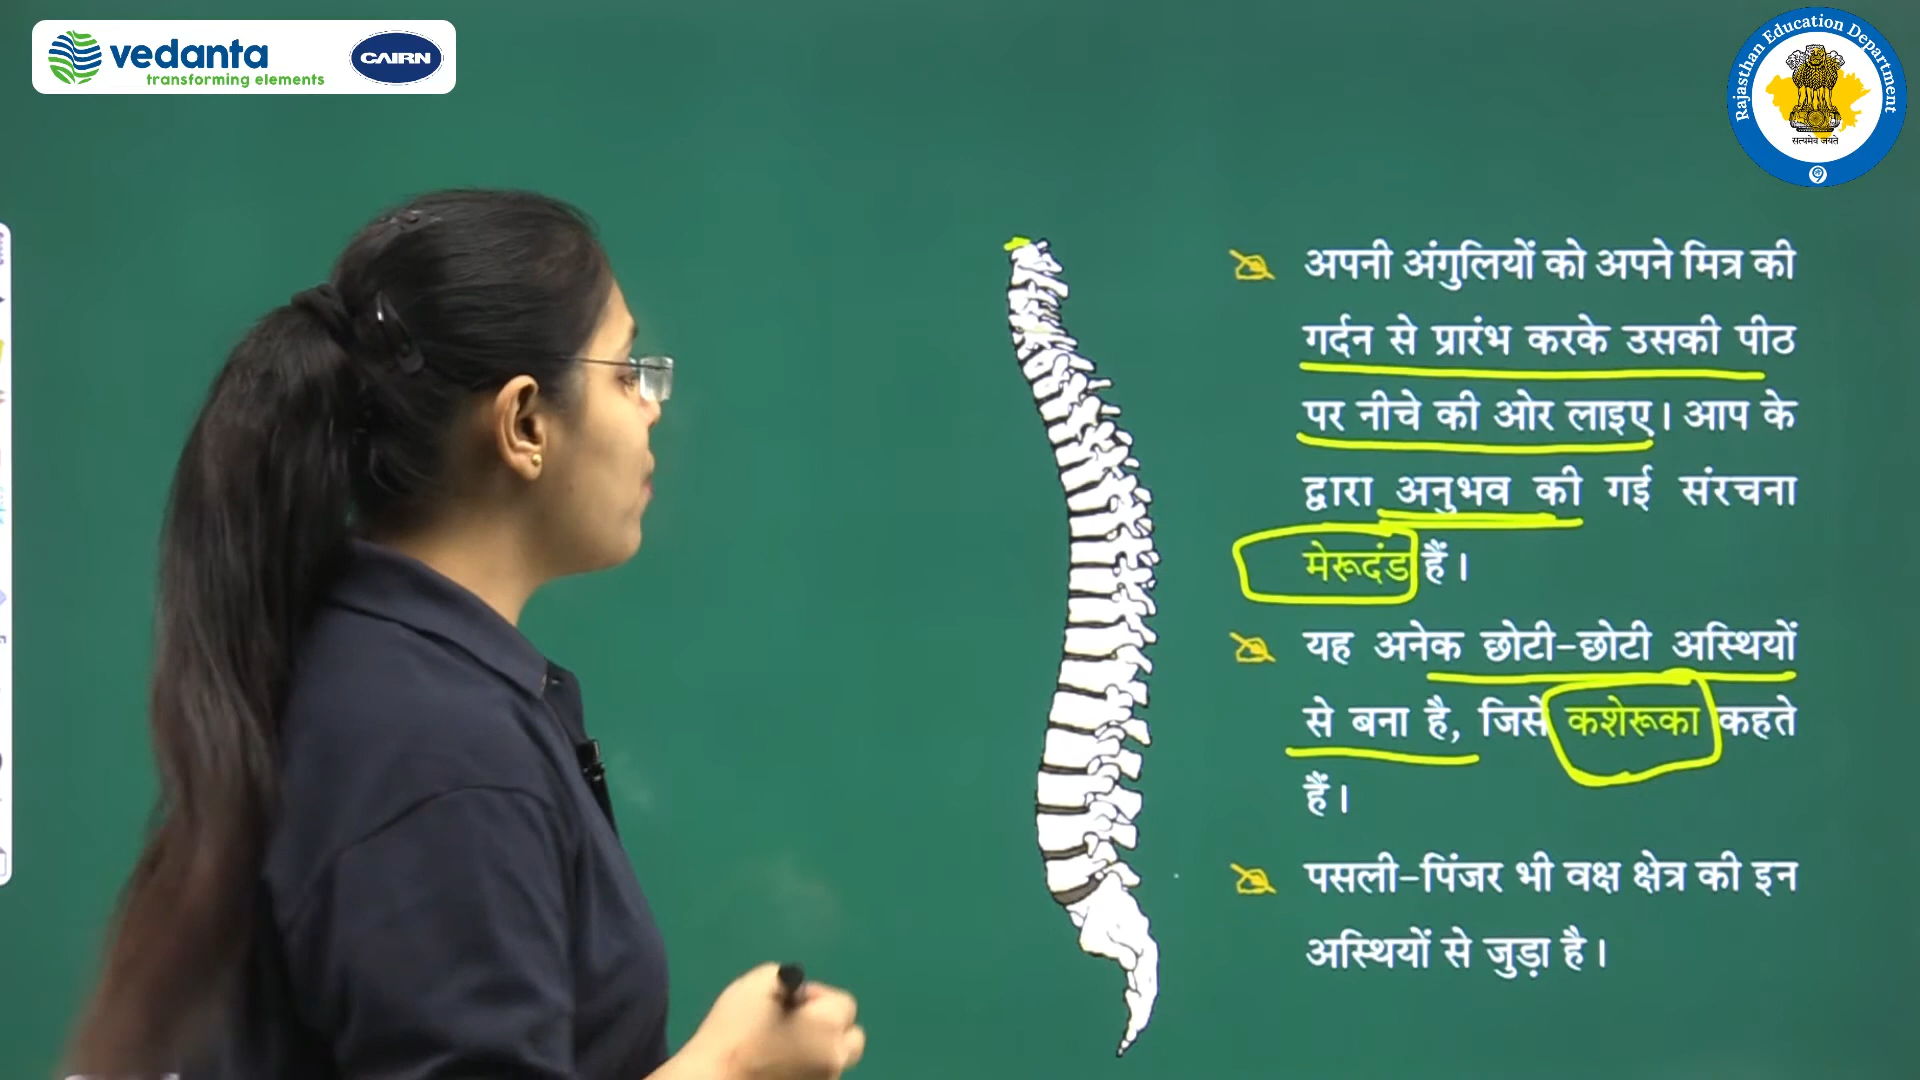 vedanta
transforming elements
CAIRN
Rajasthan Education Department
सत्यमेव जयते
अपनी अंगुलियों को अपने मित्र की
गर्दन से प्रारंभ करके उसकी पीठ
पर नीचे की ओर लाइए। आप के
द्वारा अनुभव की गई संरचना
मेरूदंड हैं।
यह अनेक छोटी-छोटी अस्थियों
से बना है, जिसे कशेरूका कहते
हैं।
पसली-पिंजर भी वक्ष क्षेत्र की इन
अस्थियों से जुड़ा है।